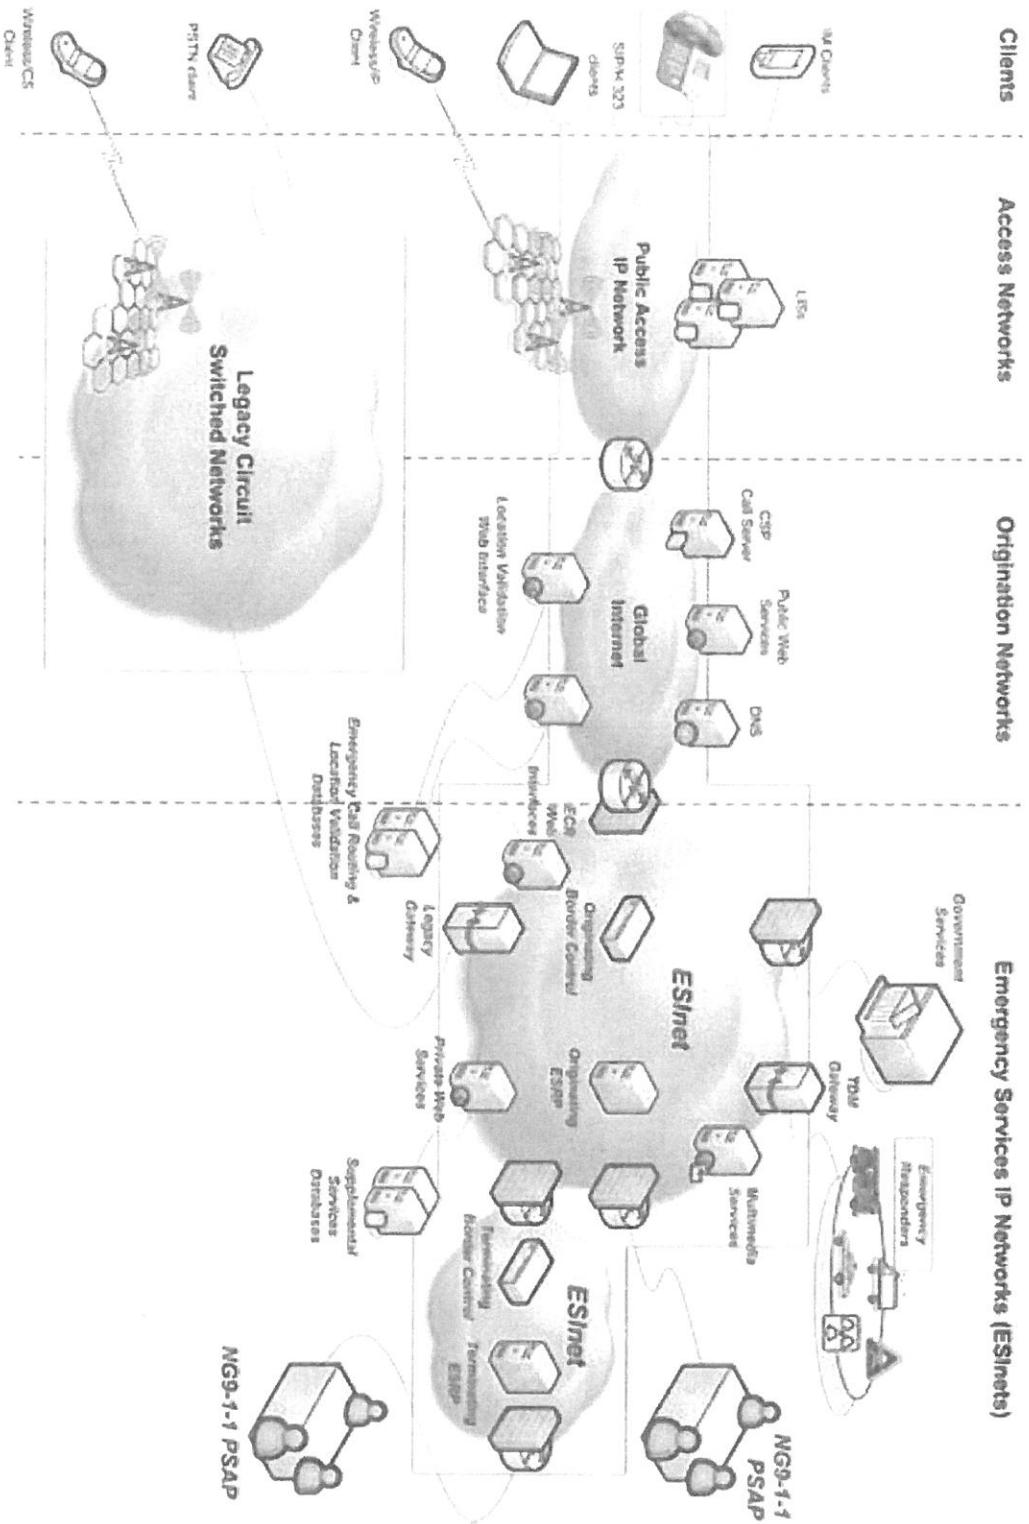 Clients
Access Networks
Origination Networks
Emergency Services IP Networks (ESInets)
IM Clients
SIP/H.323
clients
Wireless/IP
Client
PSTN client
Wireless/CS
Client
LISs
Public Access
IP Network
Legacy Circuit
Switched Networks
CSP
Call Server
Public Web
Services
DNS
Global
Internet
Location Validation
Web Interface
ECR
Web
Interfaces
Emergency Call Routing &
Location Validation
Databases
Government
Services
ESInet
Originating
Border Control
Legacy
Gateway
TDM
Gateway
Originating
ESRP
Private Web
Services
Emergency
Responders
Multimedia
Services
Supplemental
Services
Databases
ESInet
Terminating
Border Control
Terminating
ESRP
NG9-1-1
PSAP
NG9-1-1 PSAP